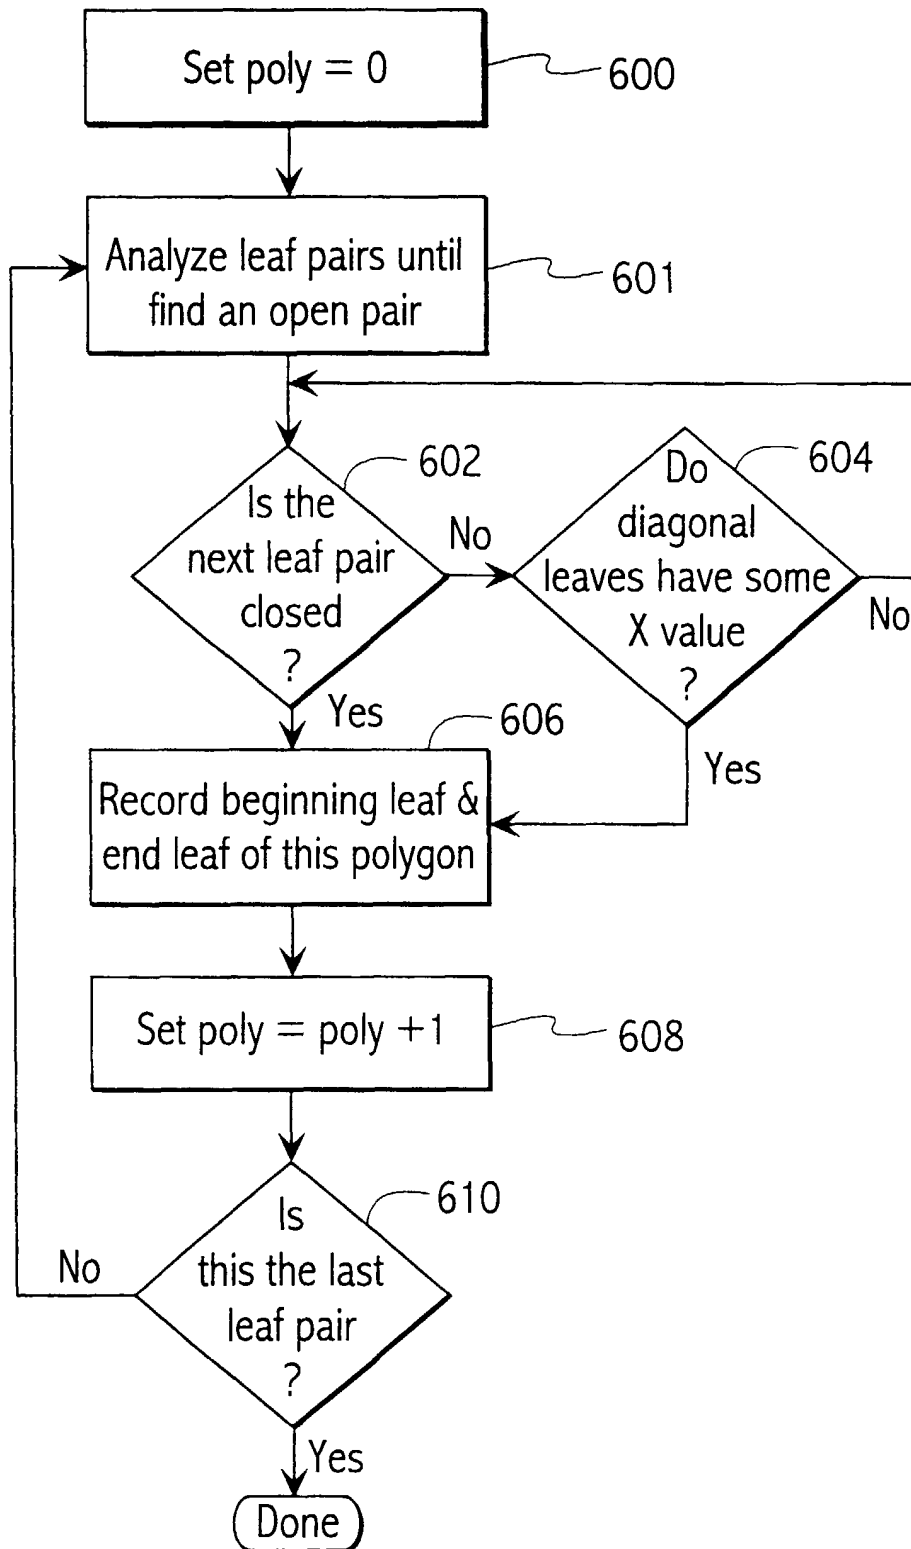 Set poly = 0
600
Analyze leaf pairs until
find an open pair
601
602
Is the
next leaf pair
closed
?
No
604
Do
diagonal
leaves have some
X value
?
No
Yes
Yes
606
Record beginning leaf &
end leaf of this polygon
Set poly = poly +1
608
610
Is
this the last
leaf pair
?
No
Yes
Done